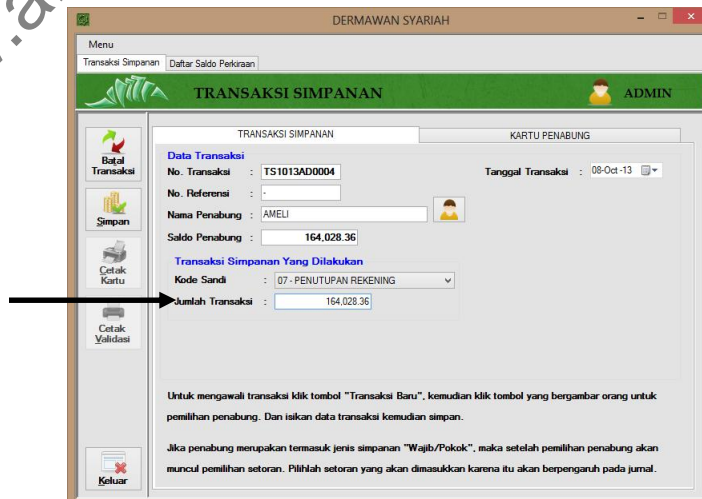 DERMAWAN SYARIAH
Menu
Transaksi Simpanan Daftar Saldo Perkiraan
TRANSAKSI SIMPANAN ADMIN
TRANSAKSI SIMPANAN KARTU PENABUNG
Batal Transaksi
Simpan
Cetak Kartu
Cetak Validasi
Keluar
Data Transaksi
No. Transaksi : TS1013AD0004 Tanggal Transaksi : 08-Oct-13
No. Referensi : -
Nama Penabung : AMELI
Saldo Penabung : 164,028.36
Transaksi Simpanan Yang Dilakukan
Kode Sandi : 07 - PENUTUPAN REKENING
Jumlah Transaksi : 164,028.36
Untuk mengawali transaksi klik tombol "Transaksi Baru", kemudian klik tombol yang bergambar orang untuk
pemilihan penabung. Dan isikan data transaksi kemudian simpan.
Jika penabung merupakan termasuk jenis simpanan "Wajib/Pokok", maka setelah pemilihan penabung akan
muncul pemilihan setoran. Pilihlah setoran yang akan dimasukkan karena itu akan berpengaruh pada jurnal.